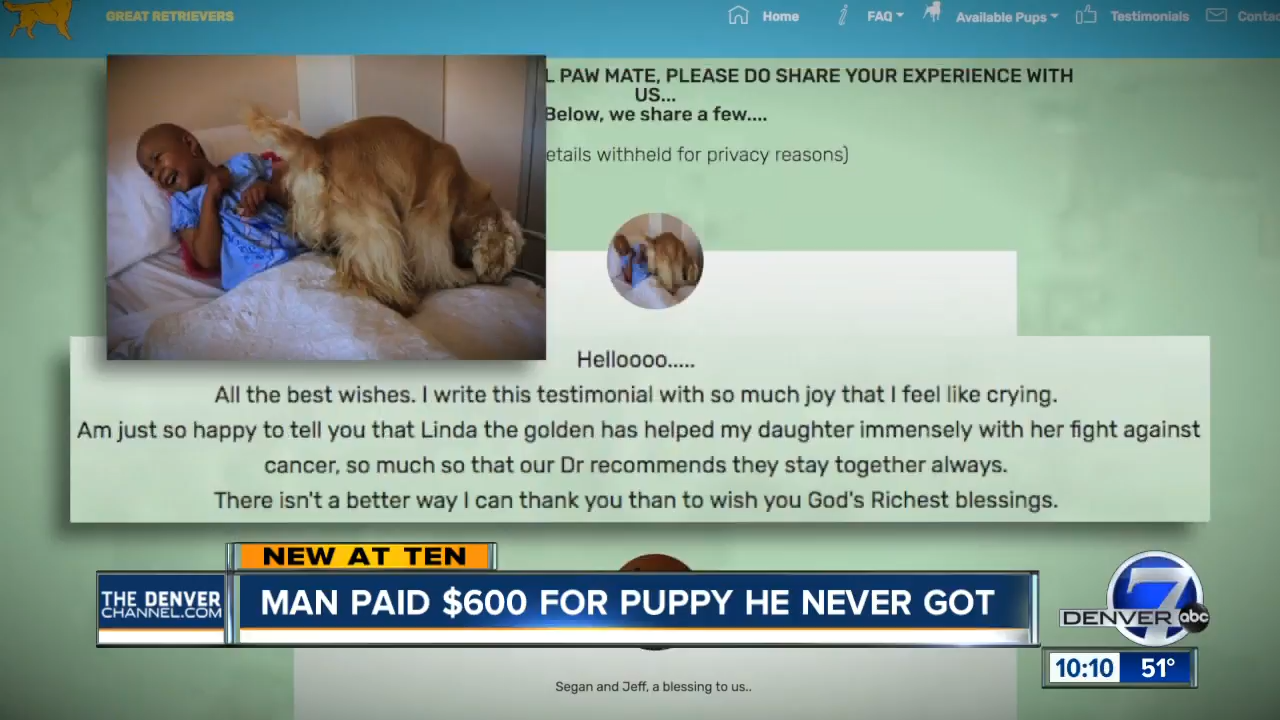 GREAT RETRIEVERS
Home
FAQ
Available Pups
Testimonials
L PAW MATE, PLEASE DO SHARE YOUR EXPERIENCE WITH
US...
Below, we share a few....
etails withheld for privacy reasons)
Helloooo.....
All the best wishes. I write this testimonial with so much joy that I feel like crying.
Am just so happy to tell you that Linda the golden has helped my daughter immensely with her fight against
cancer, so much so that our Dr recommends they stay together always.
There isn't a better way I can thank you than to wish you God's Richest blessings.
NEW AT TEN
THE DENVER
CHANNEL.COM
MAN PAID $600 FOR PUPPY HE NEVER GOT
7
DENVER abc
10:10 51°
Segan and Jeff, a blessing to us..